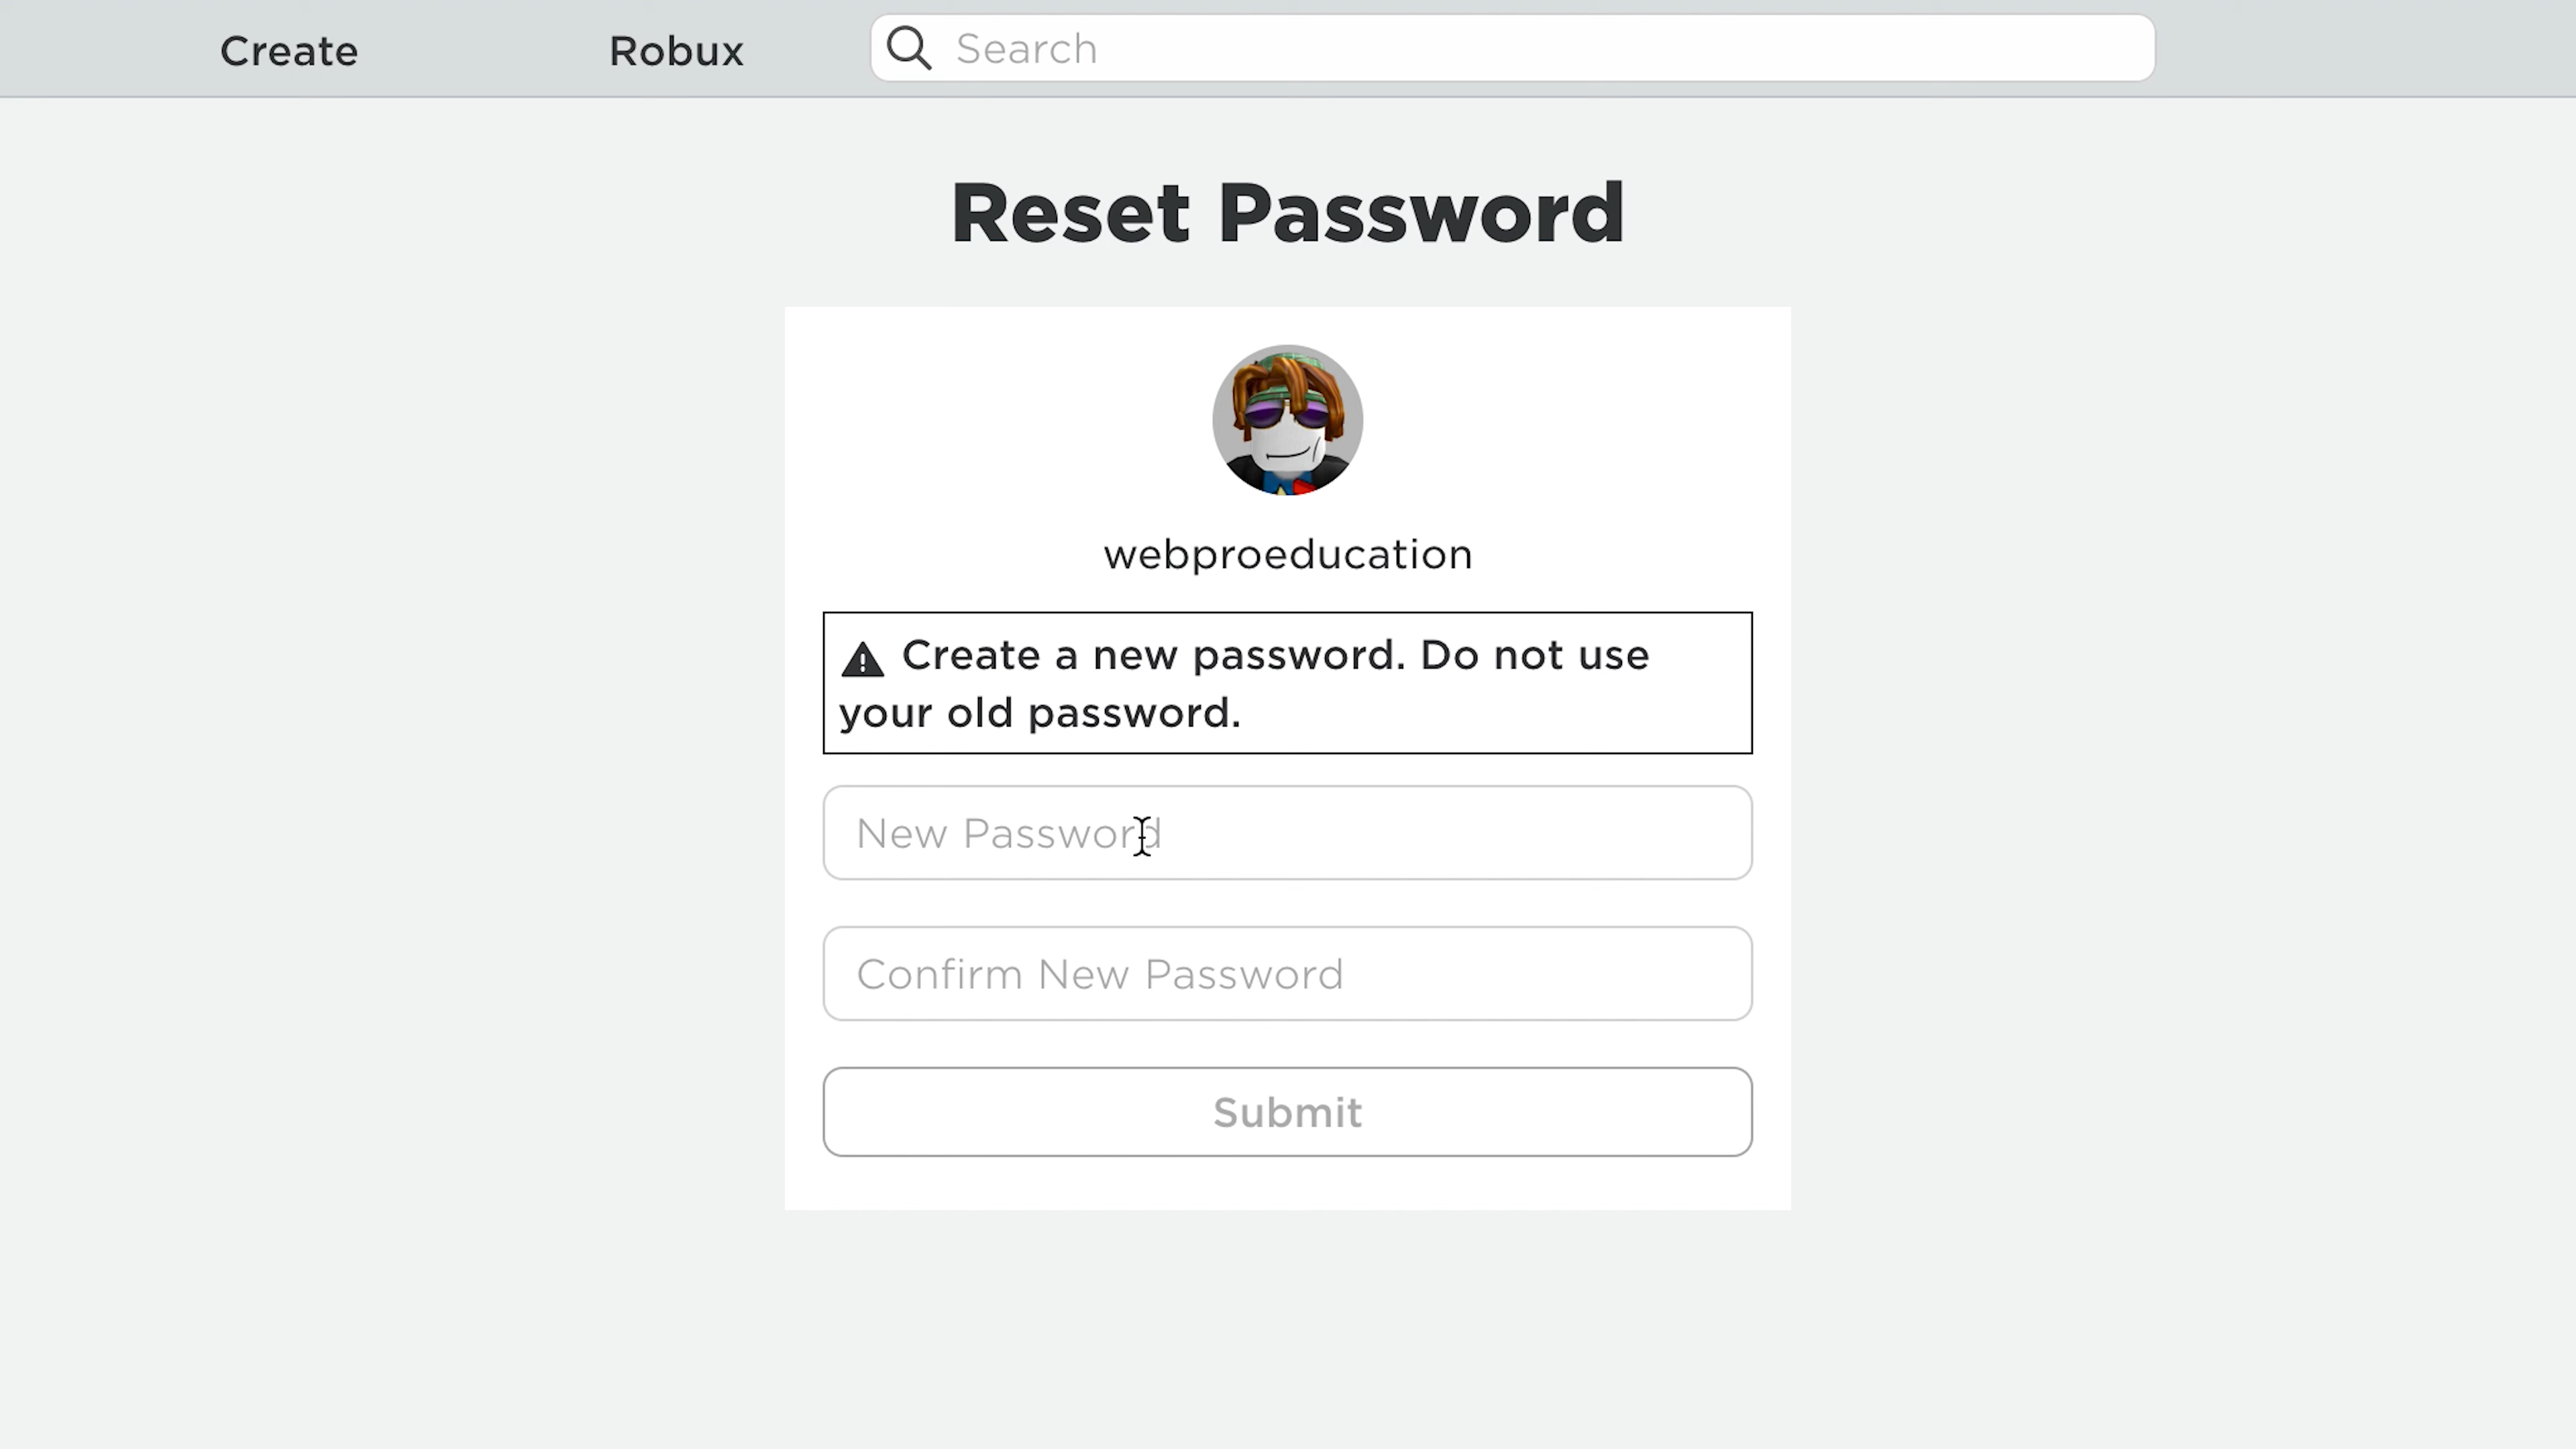 Create Robux Search
Reset Password
webproeducation
Create a new password. Do not use
your old password.
New Password
Confirm New Password
Submit